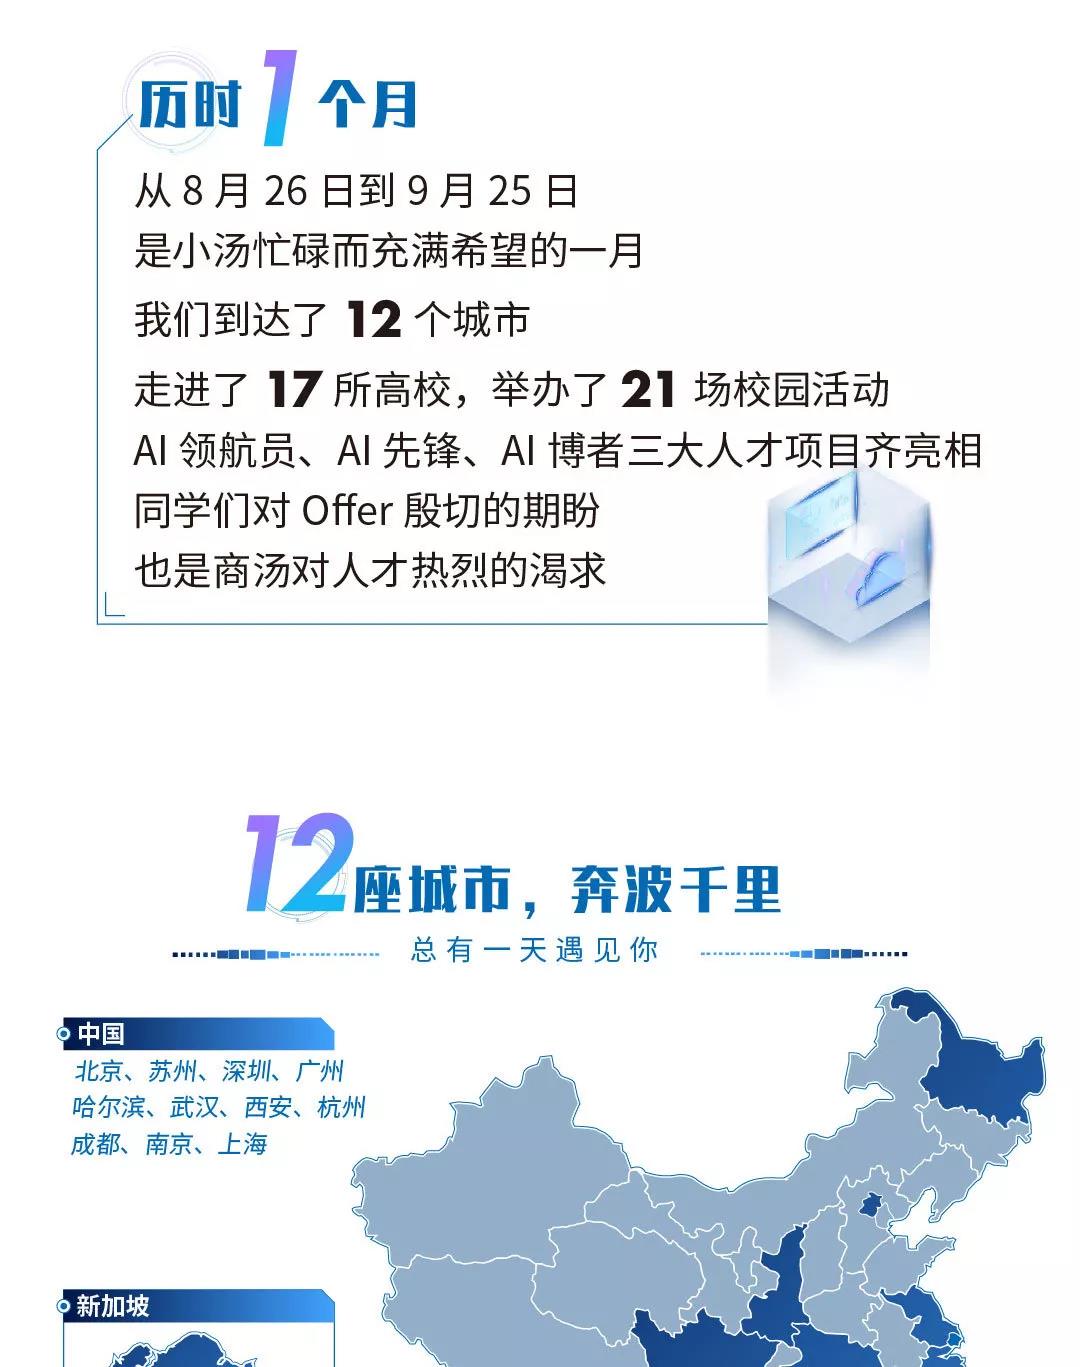 历时1个月
从 8 月 26 日到 9 月 25 日
是小汤忙碌而充满希望的一月
我们到达了 12 个城市
走进了 17 所高校，举办了 21 场校园活动
AI 领航员、AI 先锋、AI 博者三大人才项目齐亮相
同学们对 Offer 殷切的期盼
也是商汤对人才热烈的渴求
12座城市，奔波千里
总有一天遇见你
中国
北京、苏州、深圳、广州
哈尔滨、武汉、西安、杭州
成都、南京、上海
新加坡